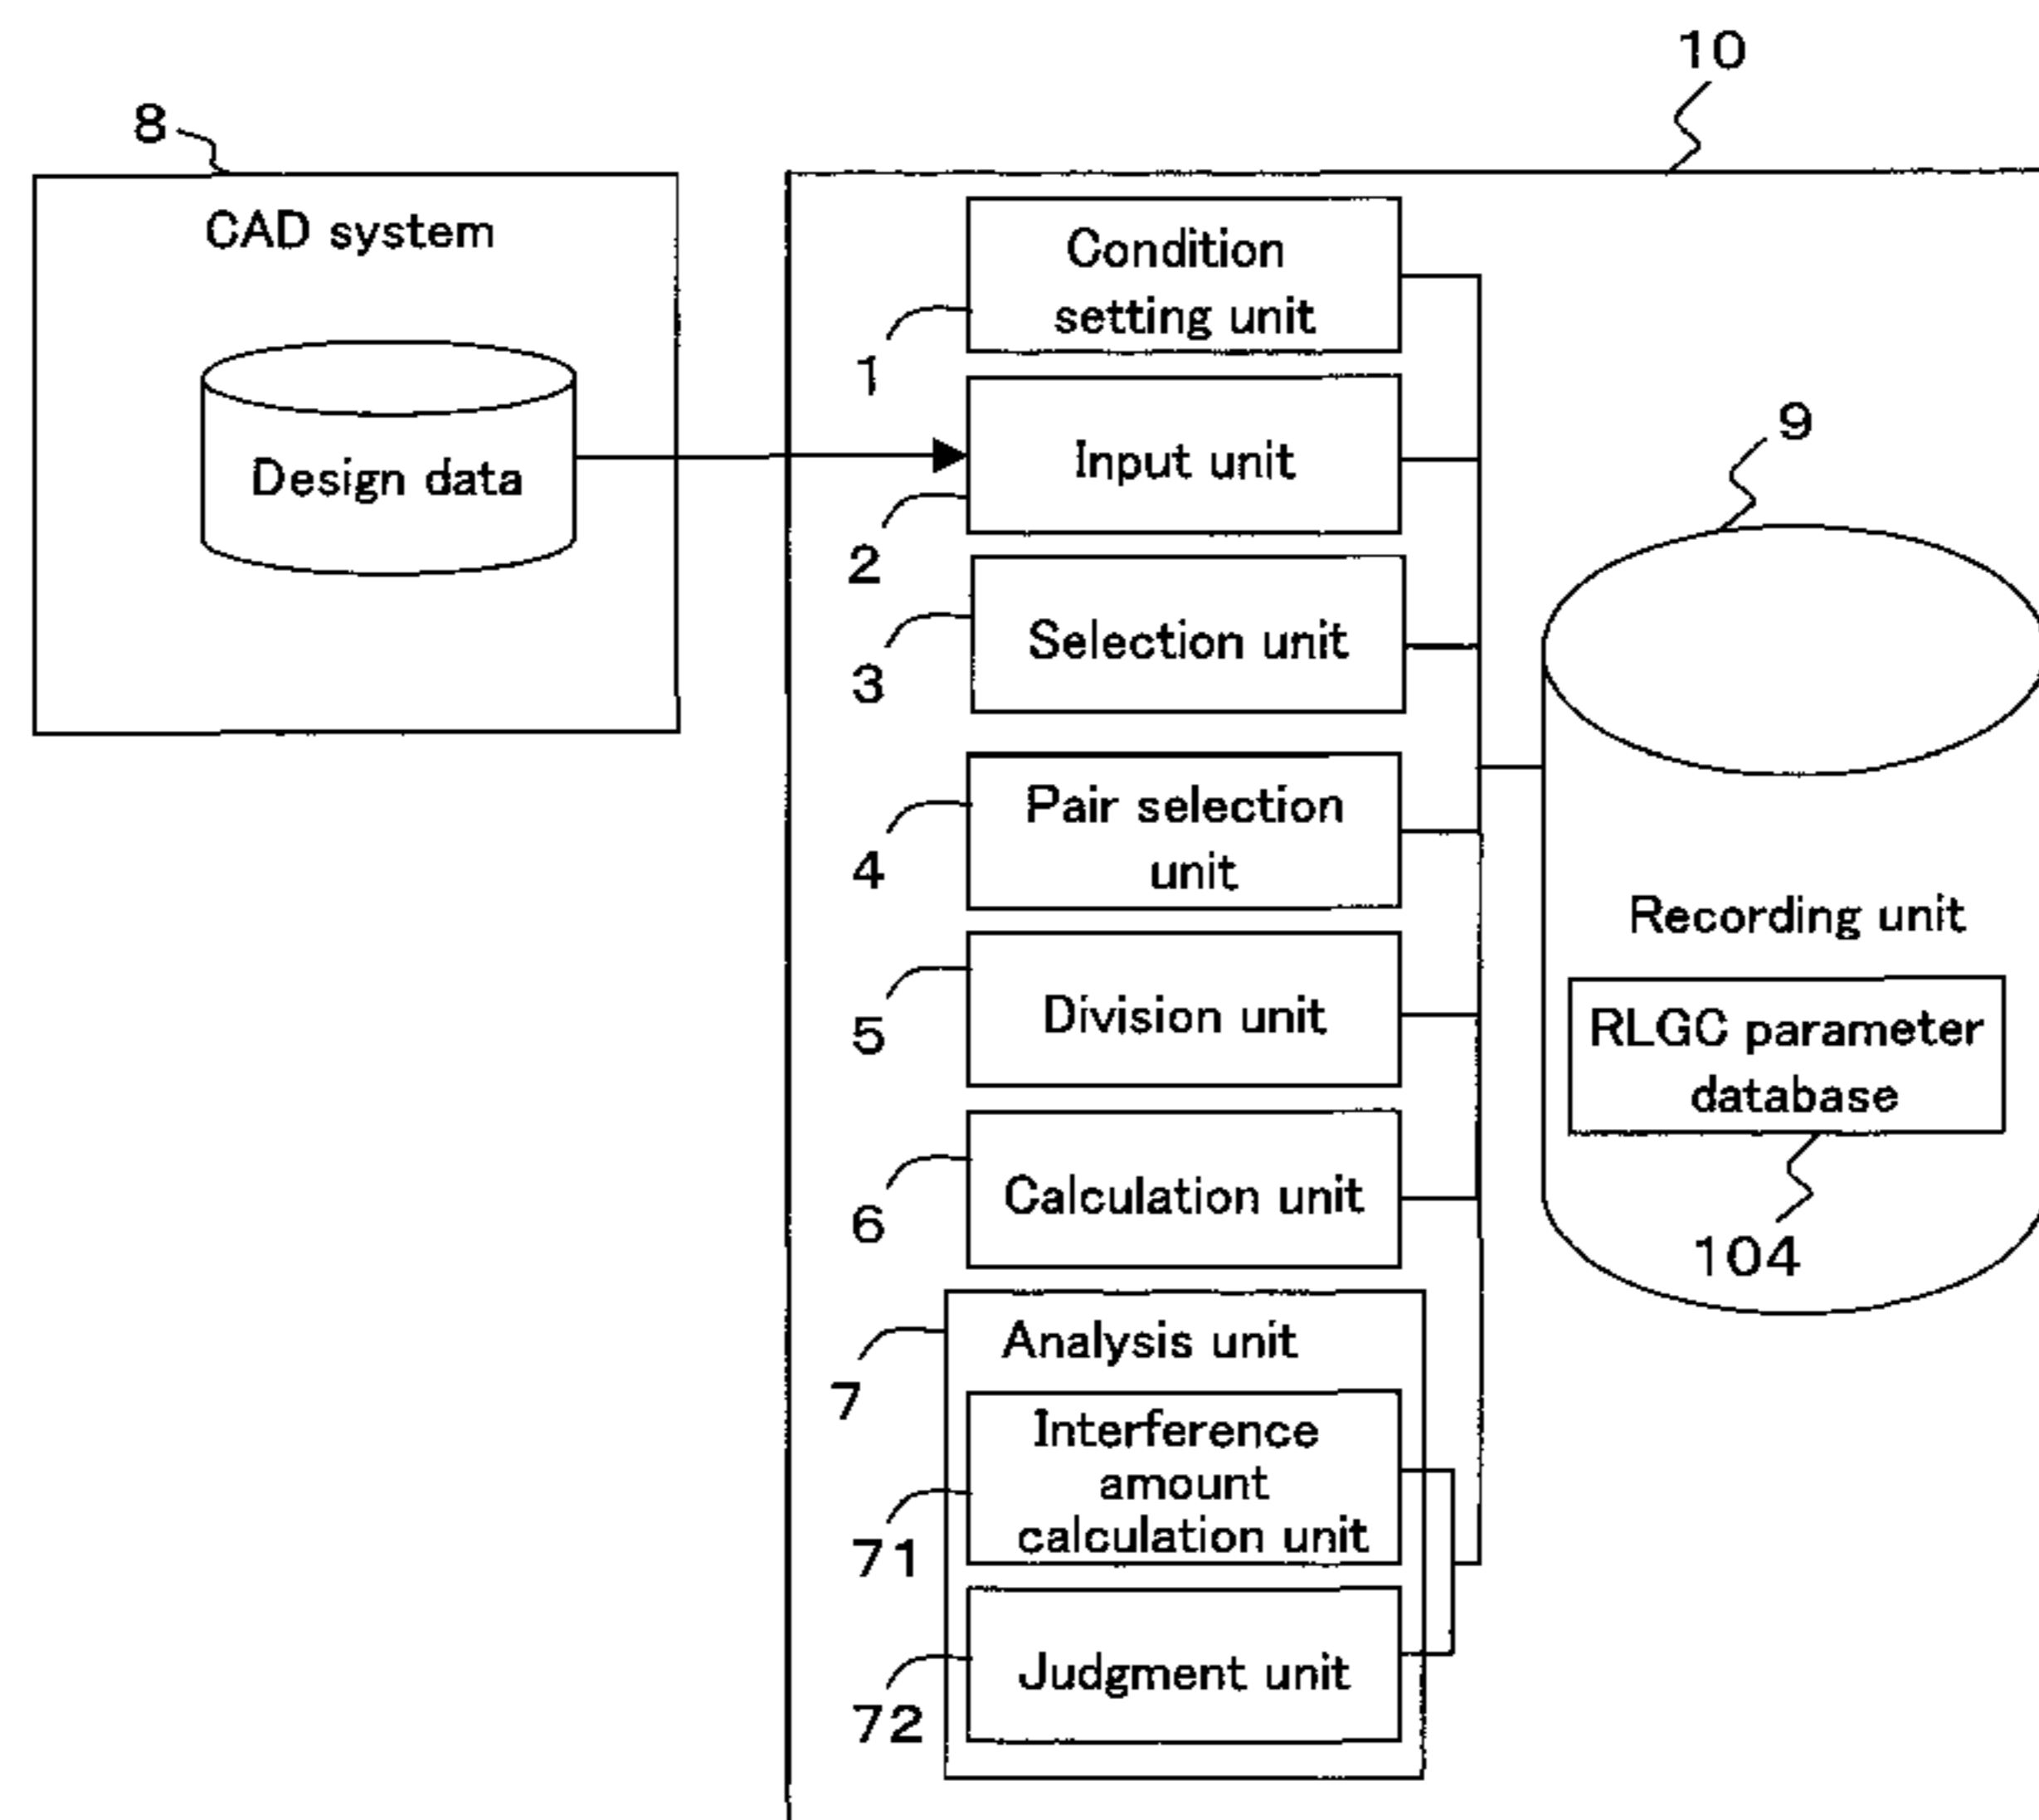 10
8
CAD system
Design data
Condition
setting unit
1
Input unit
2
Selection unit
3
Pair selection
unit
4
Division unit
5
Calculation unit
6
Analysis unit
7
Interference
amount
calculation unit
71
Judgment unit
72
9
Recording unit
RLGC parameter
database
104